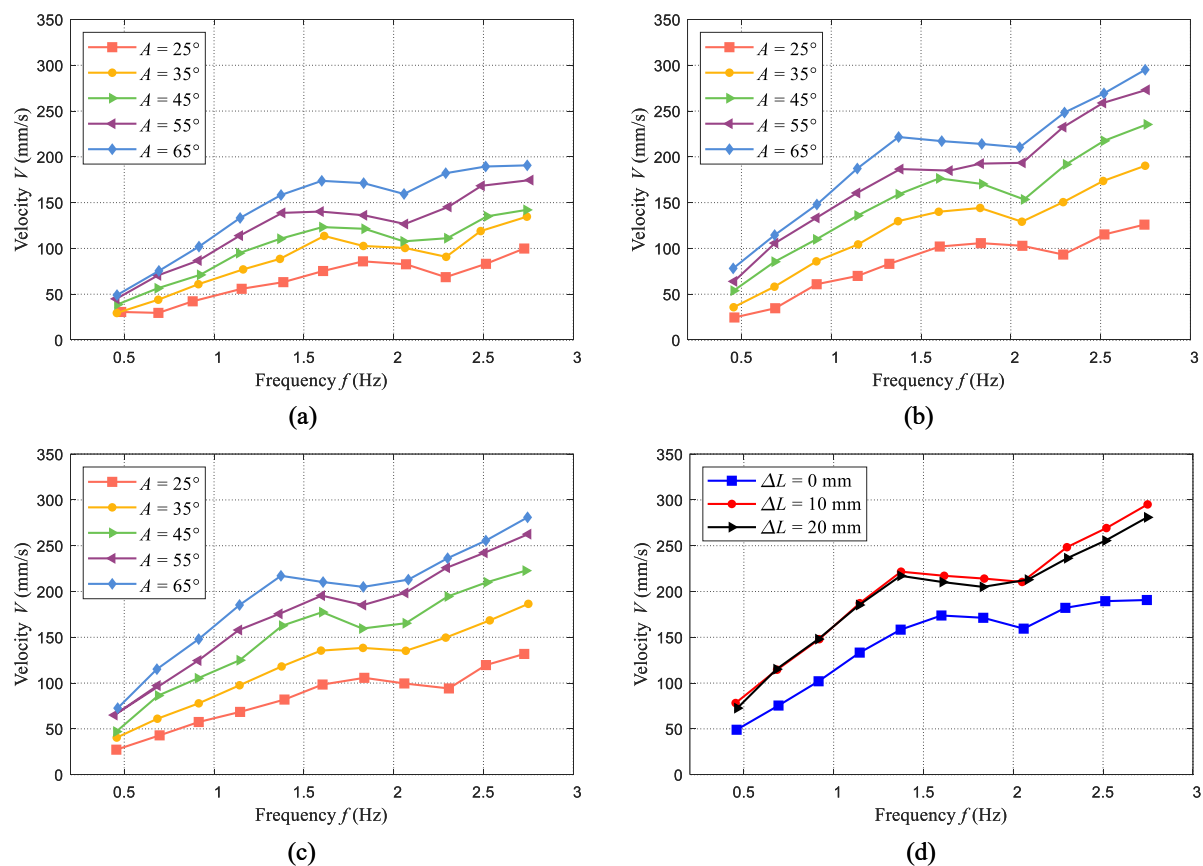 350
300
250
200
150
100
50
0
Velocity V (mm/s)
A = 25°
A = 35°
A = 45°
A = 55°
A = 65°
0.5 1 1.5 2 2.5 3
Frequency f (Hz)
(a)
350
300
250
200
150
100
50
0
Velocity V (mm/s)
A = 25°
A = 35°
A = 45°
A = 55°
A = 65°
0.5 1 1.5 2 2.5 3
Frequency f (Hz)
(b)
350
300
250
200
150
100
50
0
Velocity V (mm/s)
A = 25°
A = 35°
A = 45°
A = 55°
A = 65°
0.5 1 1.5 2 2.5 3
Frequency f (Hz)
(c)
350
300
250
200
150
100
50
0
Velocity V (mm/s)
ΔL = 0 mm
ΔL = 10 mm
ΔL = 20 mm
0.5 1 1.5 2 2.5 3
Frequency f (Hz)
(d)